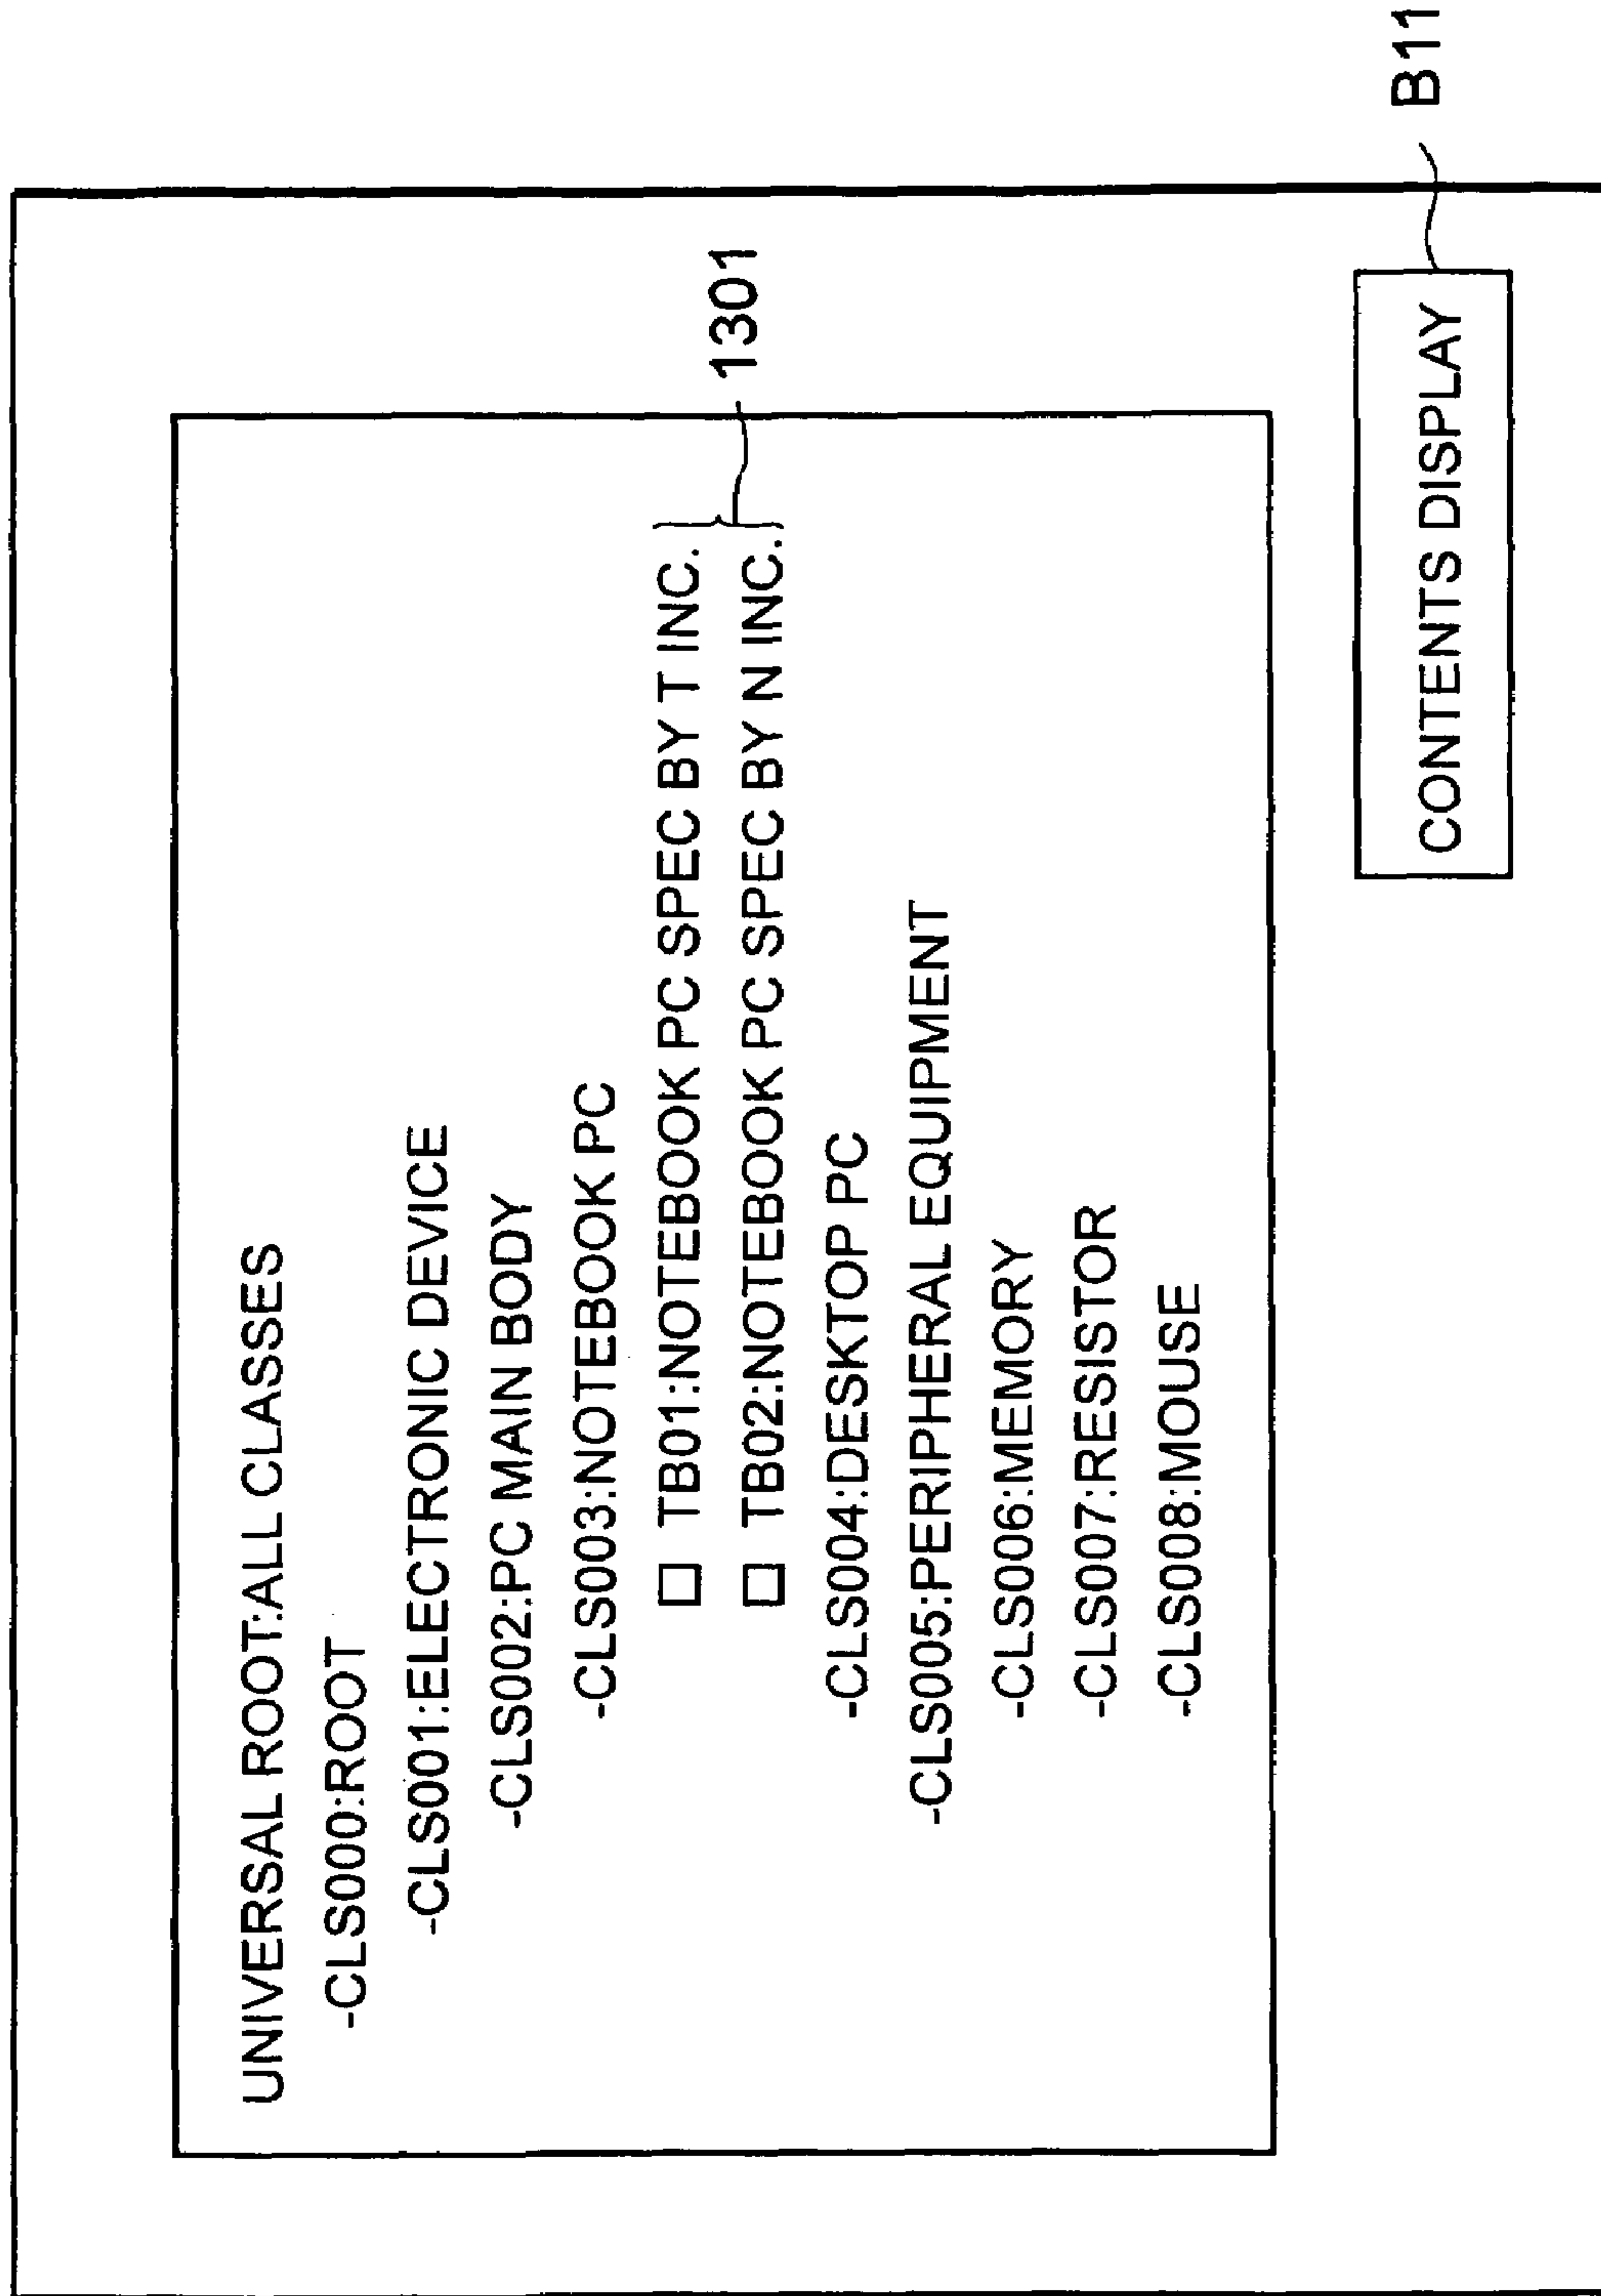 UNIVERSAL ROOT:ALL CLASSES
-CLS000:ROOT
-CLS001:ELECTRONIC DEVICE
-CLS002:PC MAIN BODY
-CLS003:NOTEBOOK PC
□ TB01:NOTEBOOK PC SPEC BY T INC.
□ TB02:NOTEBOOK PC SPEC BY N INC.
1301
-CLS004:DESKTOP PC
-CLS005:PERIPHERAL EQUIPMENT
-CLS006:MEMORY
-CLS007:RESISTOR
-CLS008:MOUSE
CONTENTS DISPLAY
B11